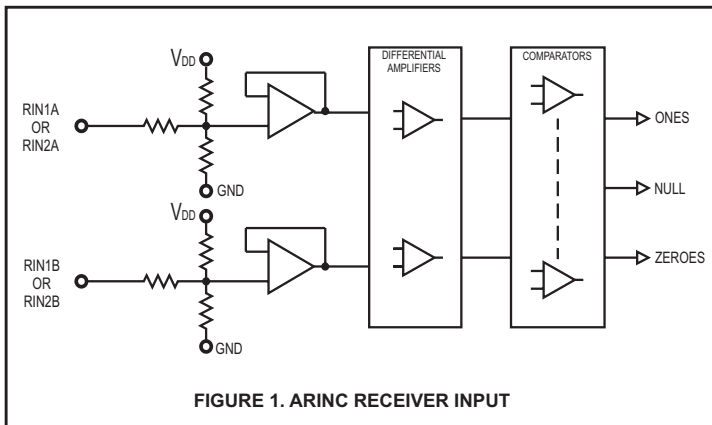 DIFFERENTIAL
AMPLIFIERS
COMPARATORS
VDD
RIN1A
OR
RIN2A
GND
ONES
NULL
VDD
RIN1B
OR
RIN2B
GND
ZEROES
FIGURE 1. ARINC RECEIVER INPUT